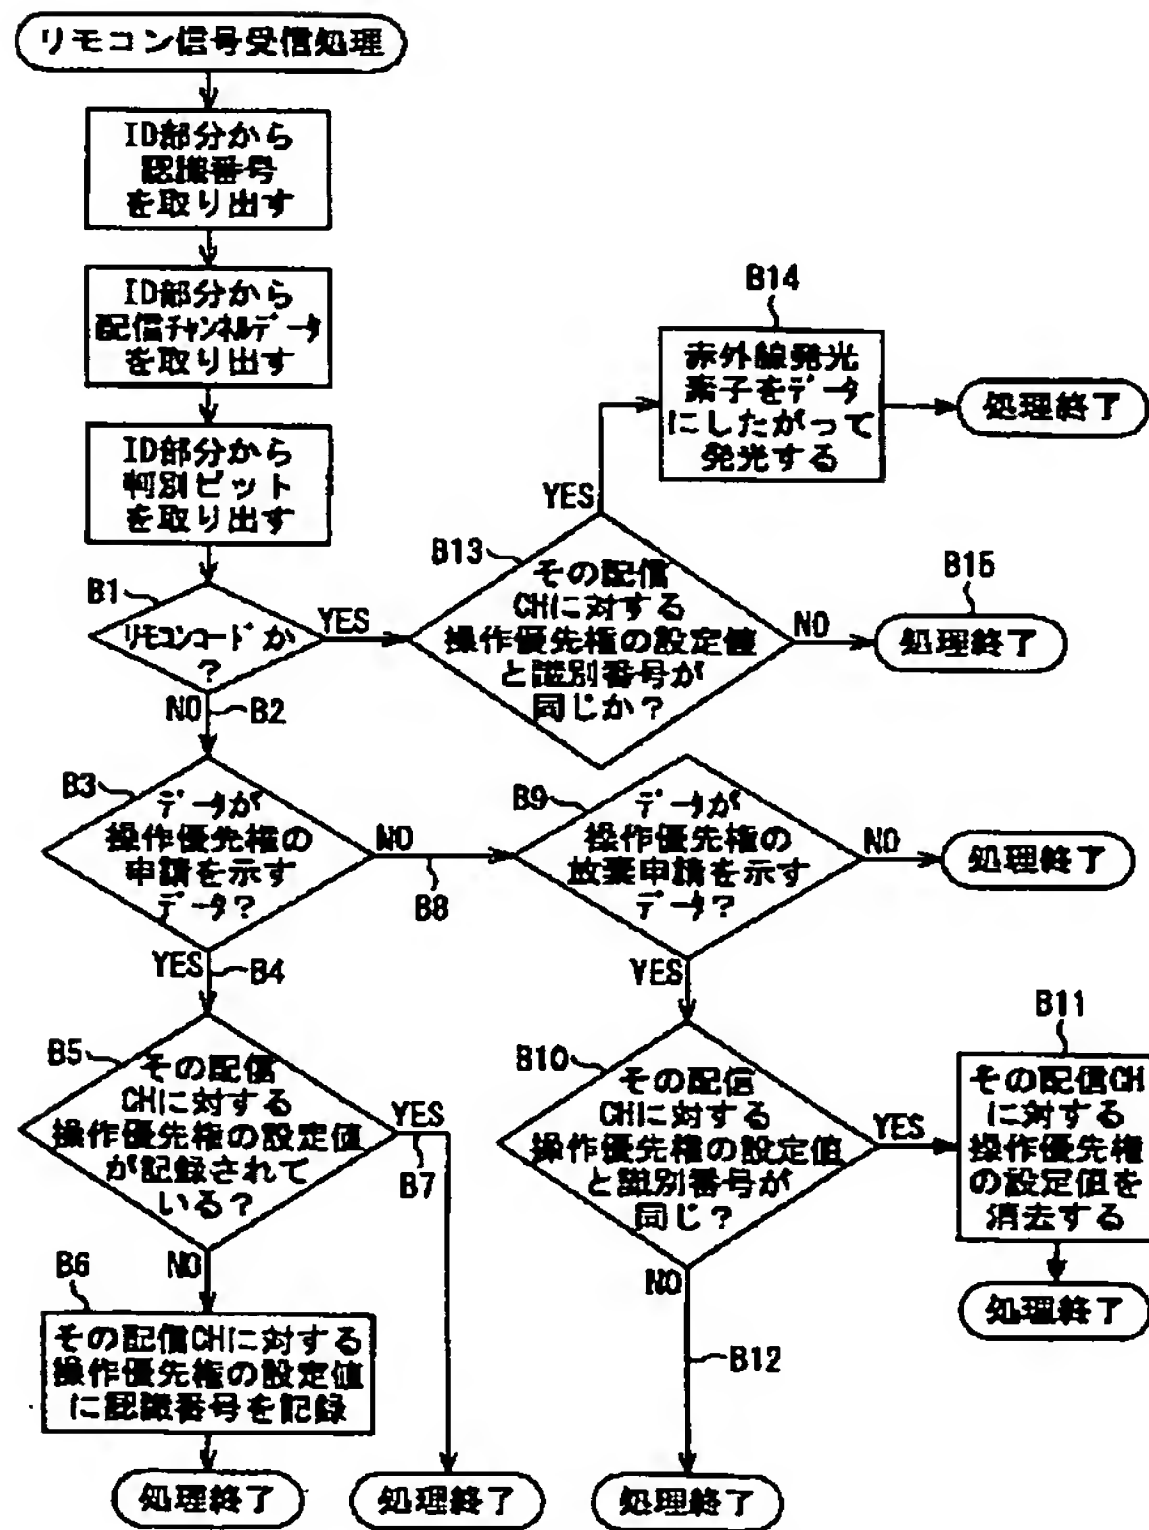 リモコン信号受信処理
ID部分から
認識番号
を取り出す
ID部分から
配信チャンネルデータ
を取り出す
ID部分から
判別ビット
を取り出す
B1
リモコンコードか
?
YES
NO
B2
B13
その配信
CHに対する
操作優先権の設定値
と識別番号が
同じか?
YES
NO
B14
赤外線発光
素子をデータ
にしたがって
発光する
処理終了
B15
処理終了
B3
データが
操作優先権の
申請を示す
データ?
NO
B8
YES
B4
B9
データが
操作優先権の
放棄申請を示す
データ?
NO
処理終了
YES
B5
その配信
CHに対する
操作優先権の設定値
が記録されて
いる?
YES
B7
NO
B6
その配信CHに対する
操作優先権の設定値
に認識番号を記録
処理終了
処理終了
B10
その配信
CHに対する
操作優先権の設定値
と識別番号が
同じ?
YES
NO
B12
処理終了
B11
その配信CH
に対する
操作優先権
の設定値を
消去する
処理終了